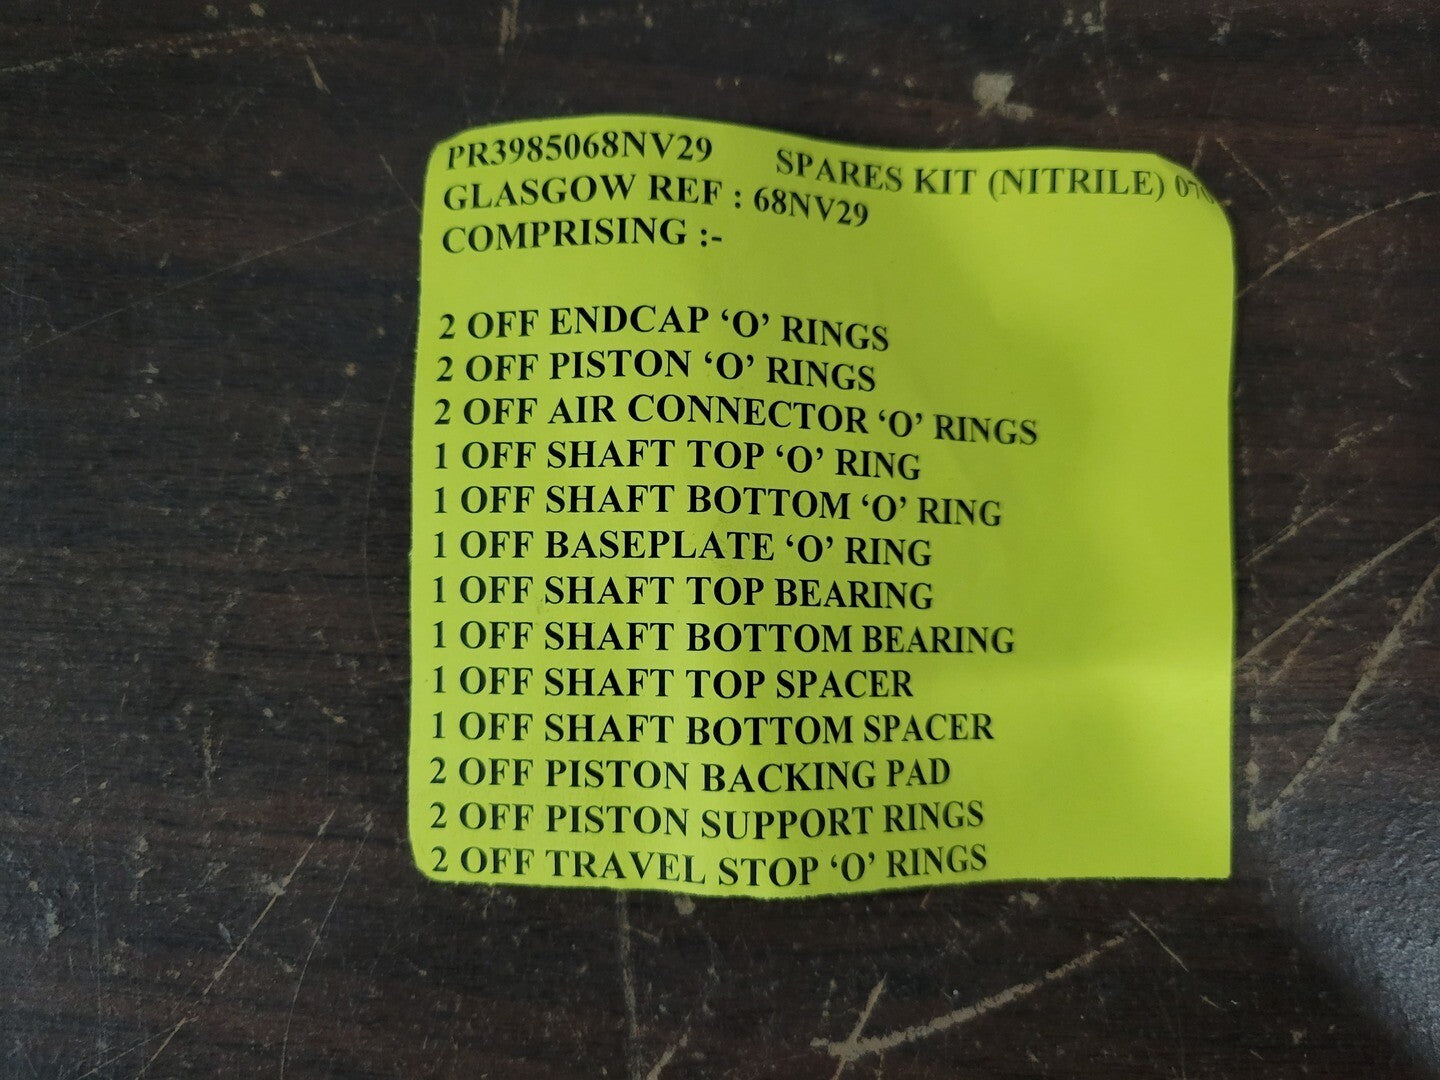 PR3985068NV29 SPARES KIT (NITRILE)
GLASGOW REF : 68NV29
COMPRISING :-
2 OFF ENDCAP ‘O’ RINGS
2 OFF PISTON ‘O’ RINGS
2 OFF AIR CONNECTOR ‘O’ RINGS
1 OFF SHAFT TOP ‘O’ RING
1 OFF SHAFT BOTTOM ‘O’ RING
1 OFF BASEPLATE ‘O’ RING
1 OFF SHAFT TOP BEARING
1 OFF SHAFT BOTTOM BEARING
1 OFF SHAFT TOP SPACER
1 OFF SHAFT BOTTOM SPACER
2 OFF PISTON BACKING PAD
2 OFF PISTON SUPPORT RINGS
2 OFF TRAVEL STOP ‘O’ RINGS